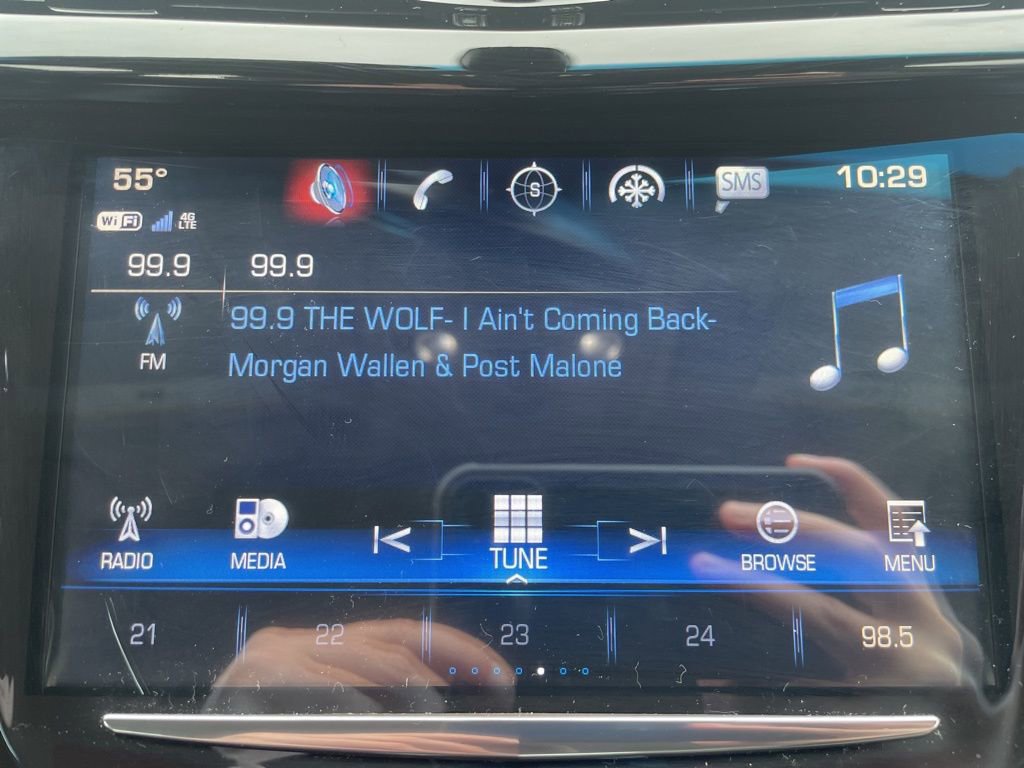 55°
10:29
S
SMS
WiFi 4G LTE
99.9 99.9
99.9 THE WOLF- I Ain't Coming Back-
Morgan Wallen & Post Malone
FM
RADIO MEDIA TUNE BROWSE MENU
21 22 23 24 98.5